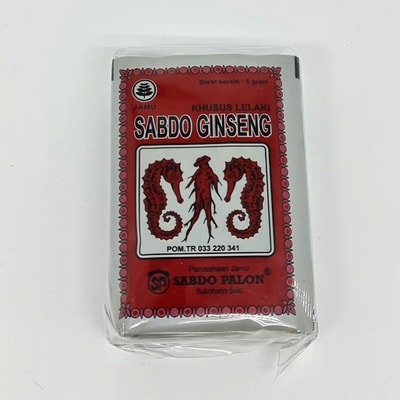 Berat bersih : 8 gram
JAMU
KHUSUS LELAKI
SABDO GINSENG
POM.TR 033 220 341
Perusahaan Jamu
SP SABDO PALON®
Sukoharjo Solo